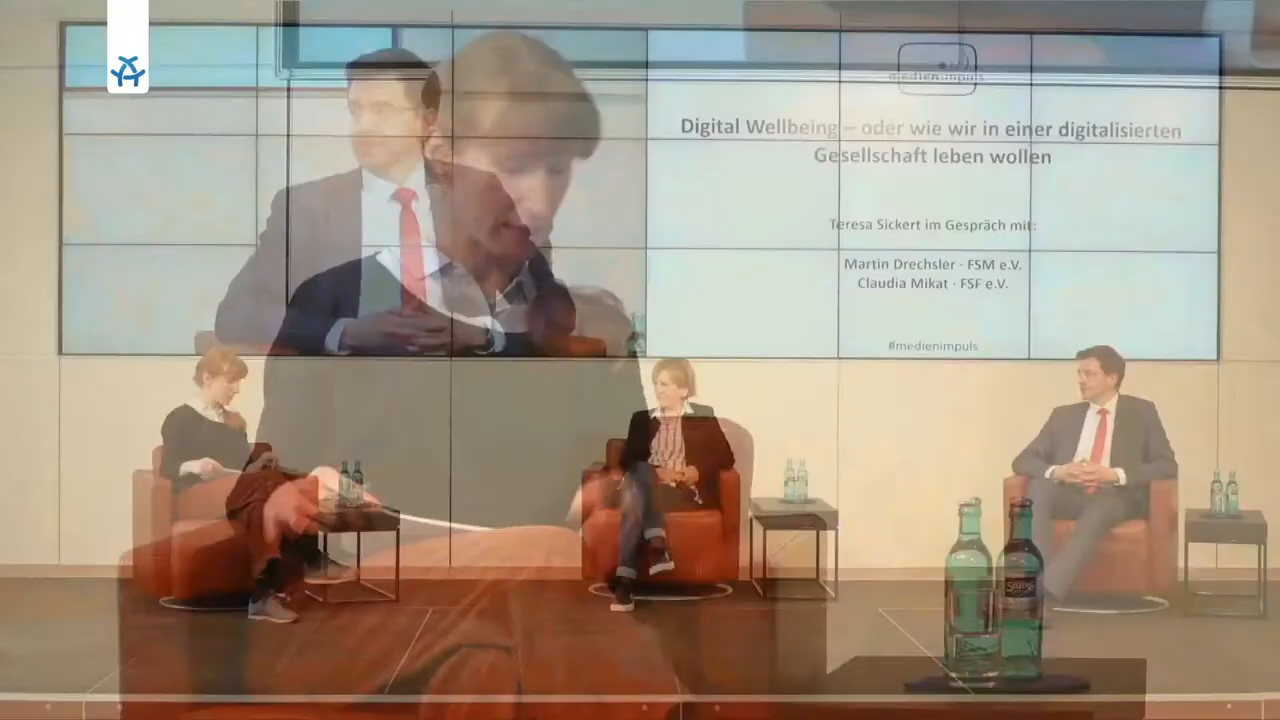 medienimpuls
Digital Wellbeing – oder wie wir in einer digitalisierten
Gesellschaft leben wollen
Teresa Sickert im Gespräch mit:
Martin Drechsler · FSM e.V.
Claudia Mikat · FSF e.V.
#medienimpuls